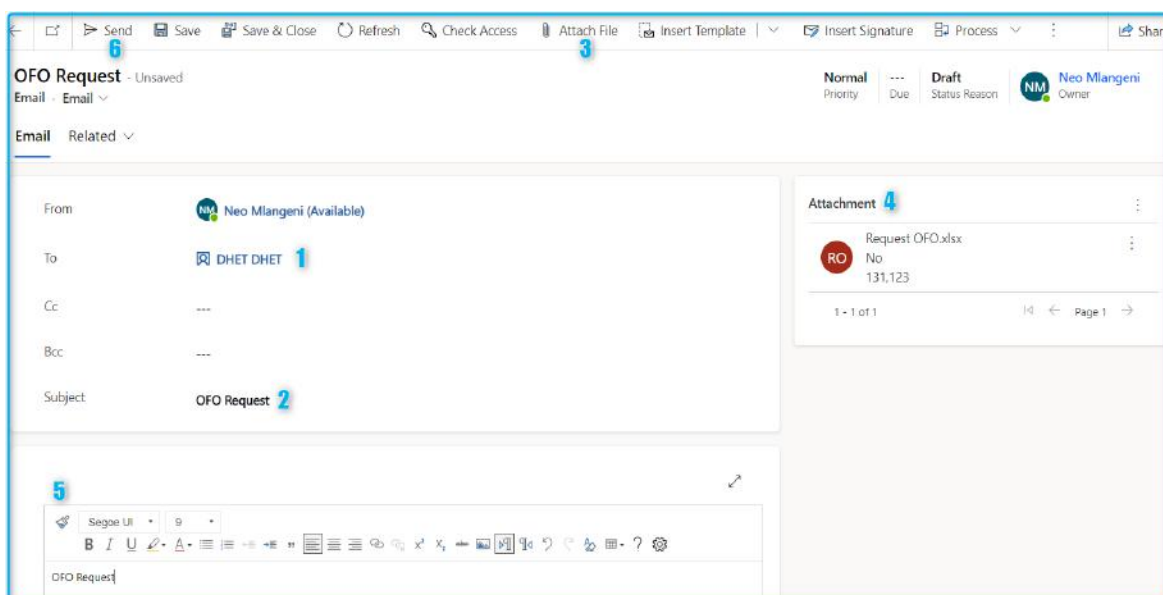 Send Save Save & Close Refresh Check Access Attach File Insert Template Insert Signature Process Shar
6 3
OFO Request - Unsaved
Email · Email
Normal --- Draft NM Neo Mlangeni
Priority Due Status Reason Owner
Email Related
From NM Neo Mlangeni (Available)
To DHET DHET 1
Cc ---
Bcc ---
Subject OFO Request 2
Attachment 4
RO Request OFO.xlsx
No
131,123
1 - 1 of 1 Page 1
5
Segoe UI 9
B I U A x² X₂ abc ?
OFO Request